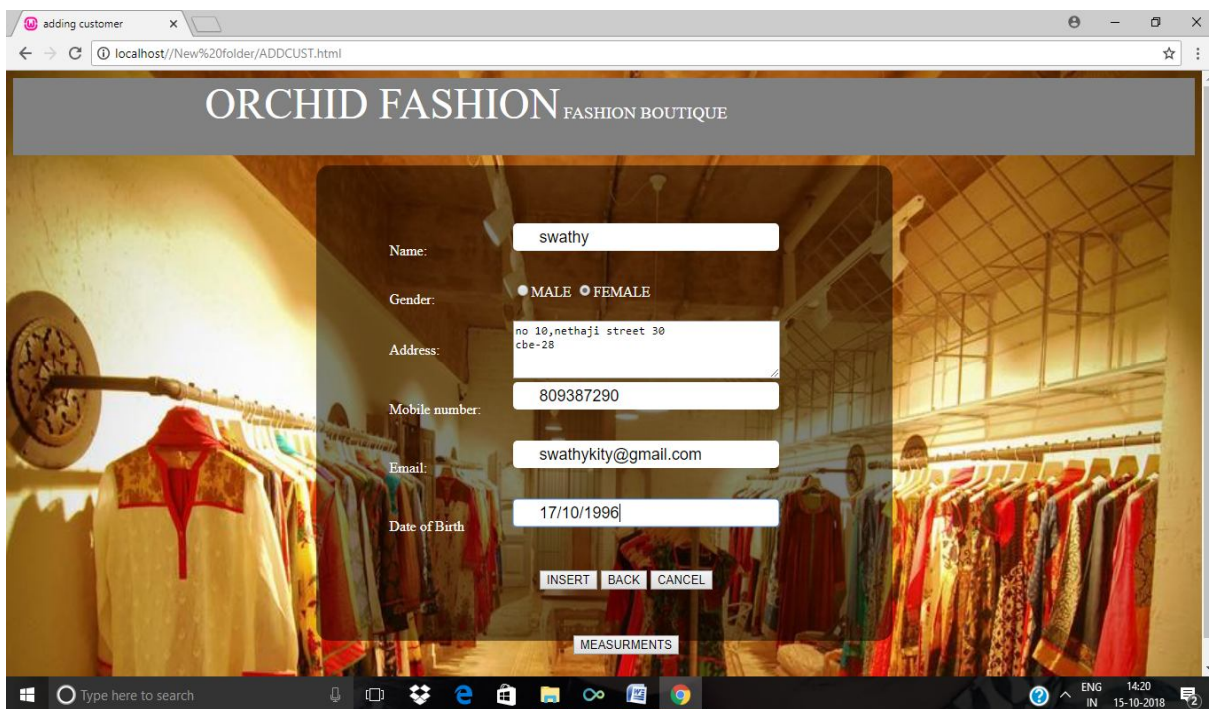 adding customer
localhost//New%20folder/ADDCUST.html
ORCHID FASHION FASHION BOUTIQUE
Name: swathy
Gender: MALE FEMALE
Address: no 10,nethaji street 30
cbe-28
Mobile number: 809387290
Email: swathykity@gmail.com
Date of Birth 17/10/1996
INSERT BACK CANCEL
MEASURMENTS
Type here to search
ENG 14:20
IN 15-10-2018
2